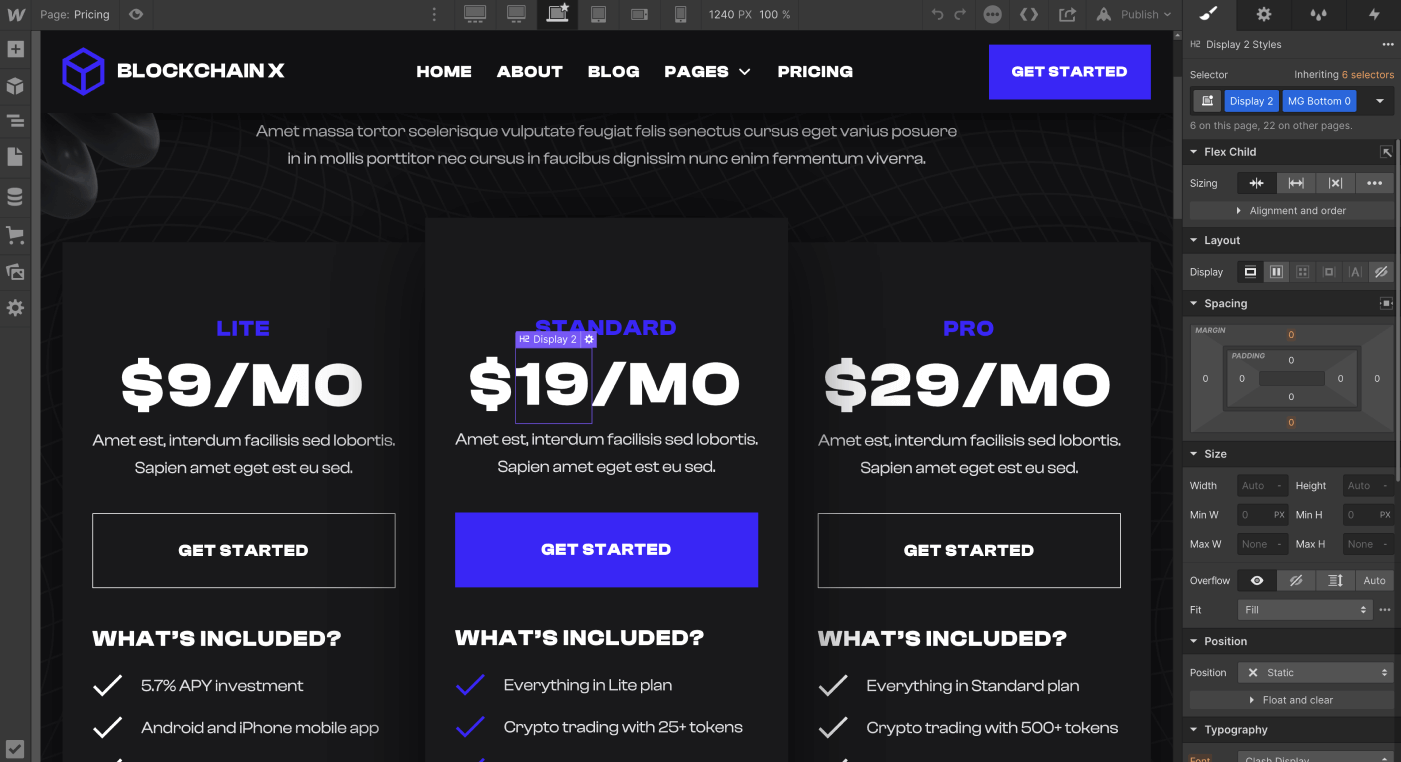 Page: Pricing
1240 PX 100 %
Publish
BLOCKCHAIN X
HOME
ABOUT
BLOG
PAGES
PRICING
GET STARTED
Amet massa tortor scelerisque vulputate feugiat felis senectus cursus eget varius posuere
in in mollis porttitor nec cursus in faucibus dignissim nunc enim fermentum viverra.
LITE
$9/MO
Amet est, interdum facilisis sed lobortis.
Sapien amet eget est eu sed.
GET STARTED
WHAT'S INCLUDED?
5.7% APY investment
Android and iPhone mobile app
STANDARD
H2 Display 2
$19/MO
Amet est, interdum facilisis sed lobortis.
Sapien amet eget est eu sed.
GET STARTED
WHAT'S INCLUDED?
Everything in Lite plan
Crypto trading with 25+ tokens
PRO
$29/MO
Amet est, interdum facilisis sed lobortis.
Sapien amet eget est eu sed.
GET STARTED
WHAT'S INCLUDED?
Everything in Standard plan
Crypto trading with 500+ tokens
H2 Display 2 Styles
Selector Inheriting 6 selectors
Display 2 MG Bottom 0
6 on this page, 22 on other pages.
Flex Child
Sizing
Alignment and order
Layout
Display
Spacing
MARGIN
0
PADDING
0
0 0 0 0
0
0
Size
Width Auto - Height Auto -
Min W 0 PX Min H 0 PX
Max W None - Max H None -
Overflow Auto
Fit Fill
Position
Position Static
Float and clear
Typography
Font Clash Display